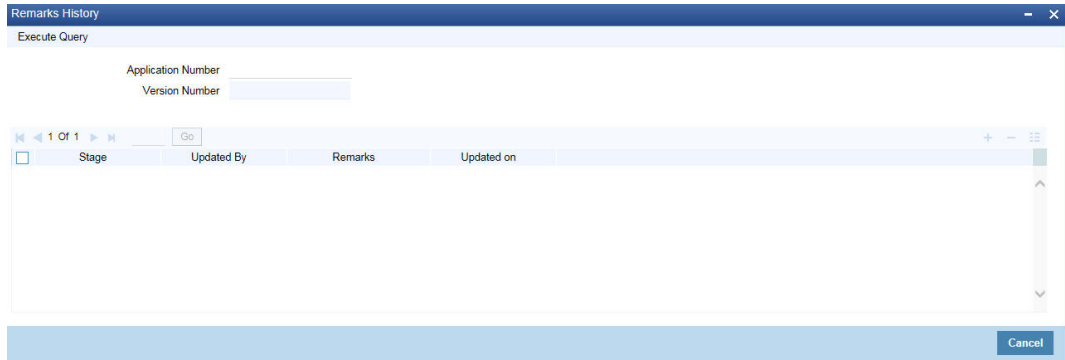 Remarks History
Execute Query
Application Number
Version Number
1 Of 1 Go
Stage Updated By Remarks Updated on
Cancel